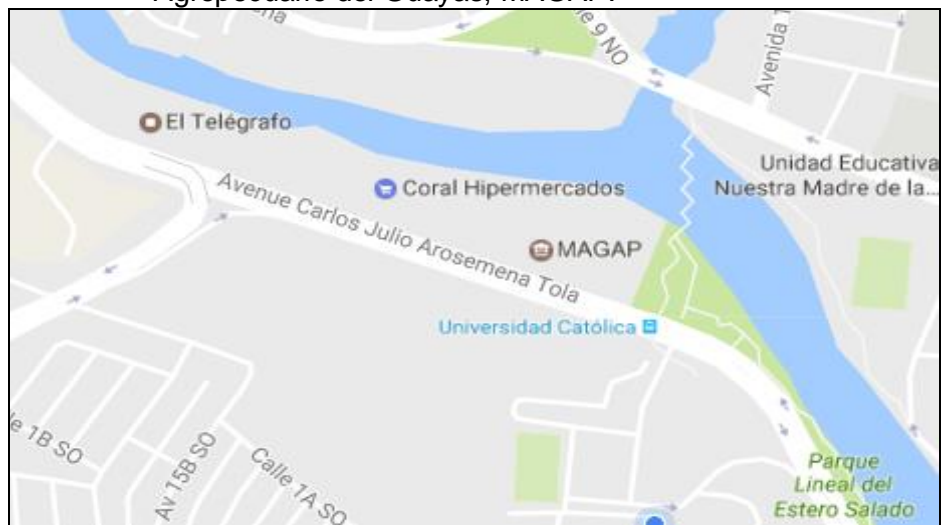 El Telégrafo
Avenida 1
Unidad Educativa
Nuestra Madre de la...
Coral Hipermercados
Avenue Carlos Julio Arosemena Tola
MAGAP
Universidad Católica
Av 15B SO
Calle 1A SO
Parque
Lineal del
Estero Salado